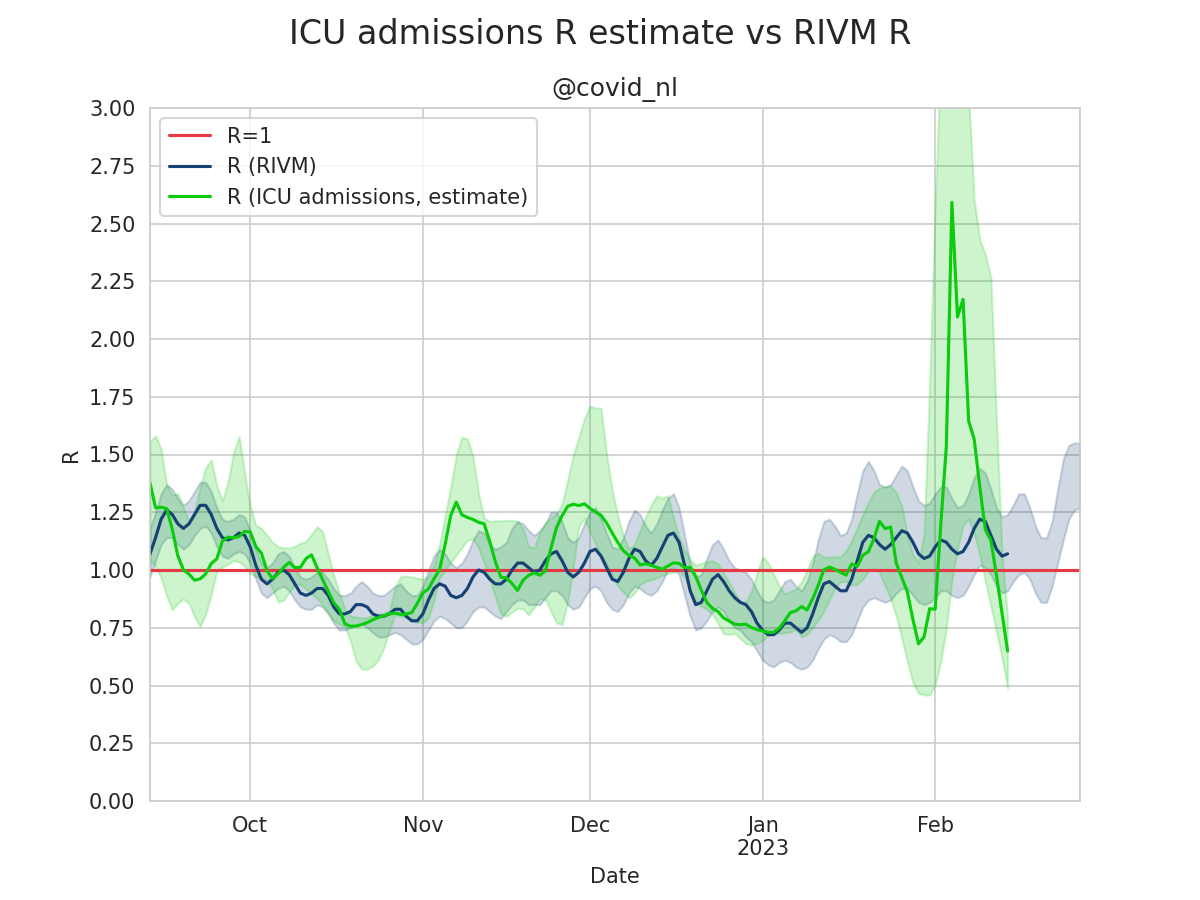 ICU admissions R estimate vs RIVM R
@covid_nl
R=1
R (RIVM)
R (ICU admissions, estimate)
3.00
2.75
2.50
2.25
2.00
1.75
1.50
1.25
1.00
0.75
0.50
0.25
0.00
R
Oct Nov Dec Jan Feb
2023
Date